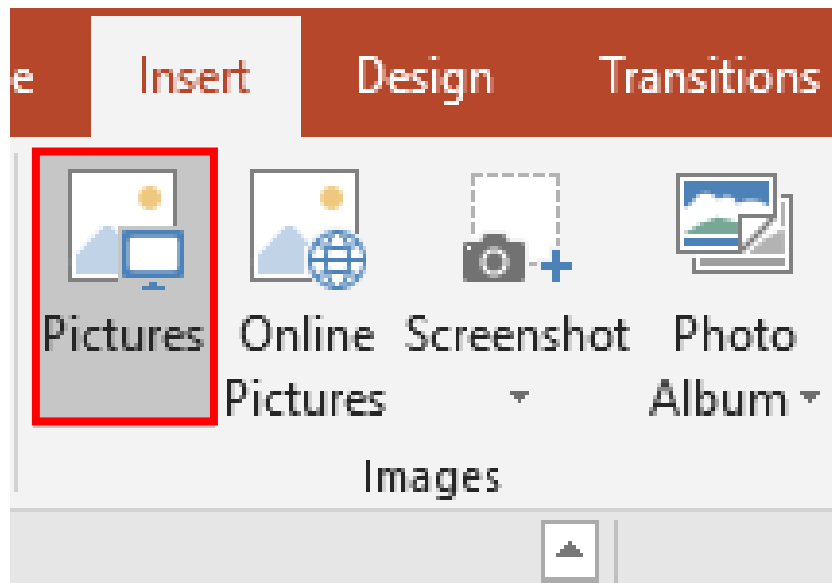 e Insert Design Transitions
Pictures Online Screenshot Photo
Pictures Album
Images